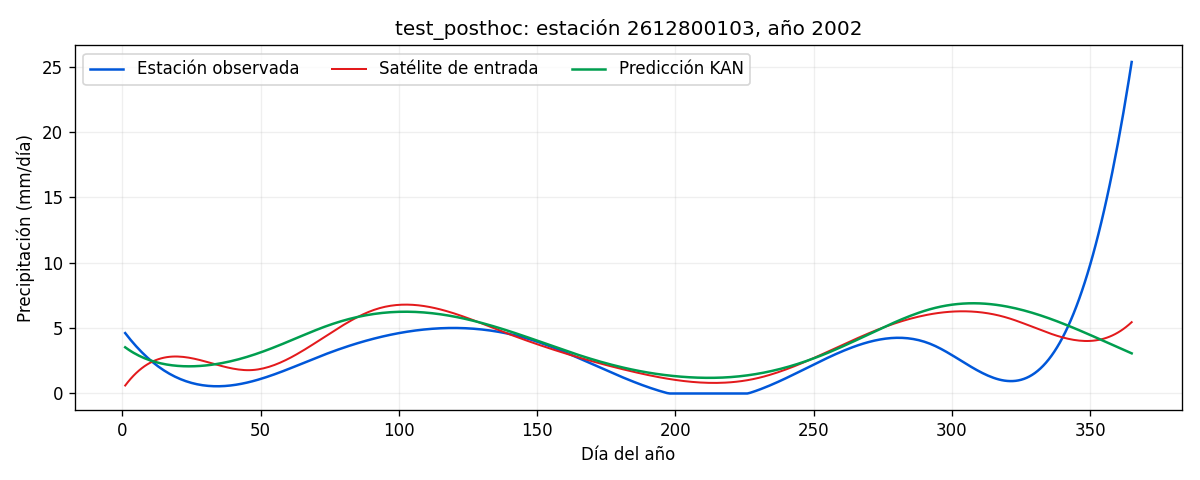 test_posthoc: estación 2612800103, año 2002
Estación observada
Satélite de entrada
Predicción KAN
Precipitación (mm/día)
25
20
15
10
5
0
0
50
100
150
200
250
300
350
Día del año